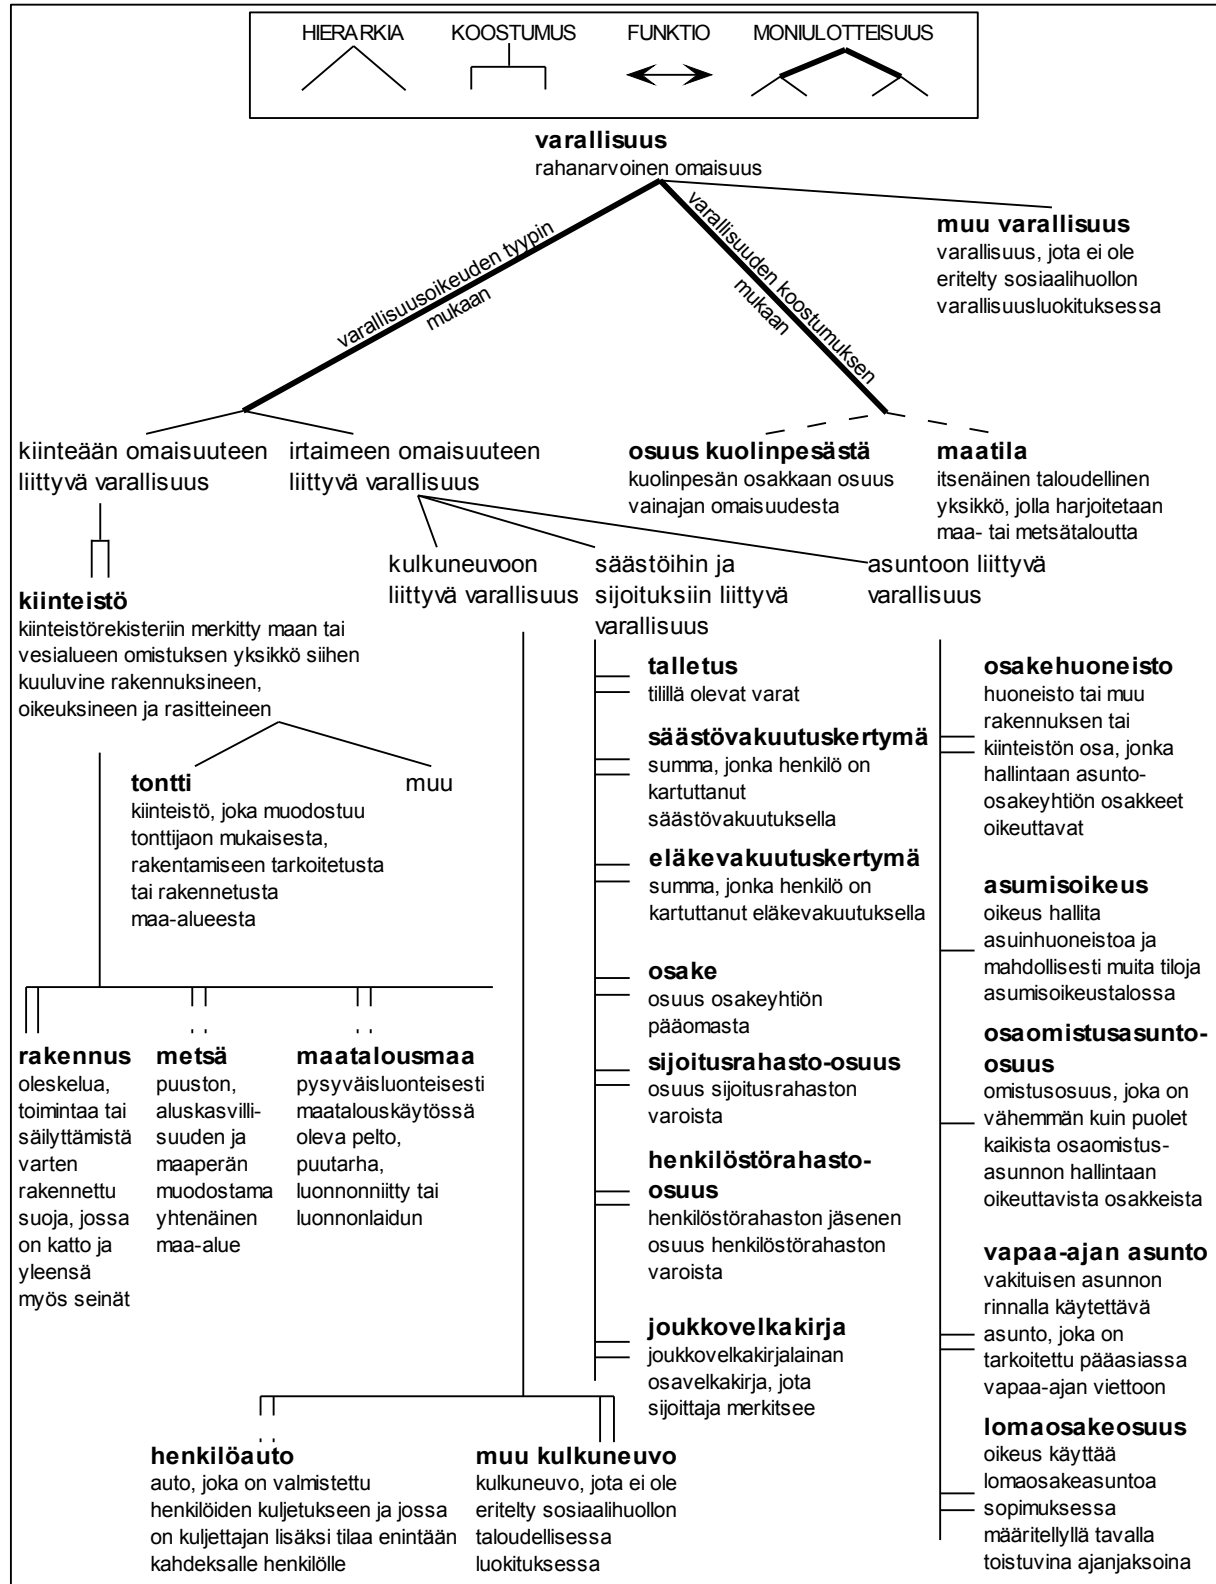 HIERARKIA
KOOSTUMUS
FUNKTIO
MONIULOTTEISUUS
varallisuus
rahanarvoinen omaisuus
varallisuusoikeuden tyypin
mukaan
varallisuuden koostumuksen
mukaan
muu varallisuus
varallisuus, jota ei ole
eritelty sosiaalihuollon
varallisuusluokituksessa
kiinteään omaisuuteen
liittyvä varallisuus
irtaimeen omaisuuteen
liittyvä varallisuus
osuus kuolinpesästä
kuolinpesän osakkaan osuus
vainajan omaisuudesta
maatila
itsenäinen taloudellinen
yksikkö, jolla harjoitetaan
maa- tai metsätaloutta
kulkuneuvoon
liittyvä varallisuus
säästöihin ja
sijoituksiin liittyvä
varallisuus
asuntoon liittyvä
varallisuus
kiinteistö
kiinteistörekisteriin merkitty maan tai
vesialueen omistuksen yksikkö siihen
kuuluvine rakennuksineen,
oikeuksineen ja rasitteineen
tontti
kiinteistö, joka muodostuu
tonttijaon mukaisesta,
rakentamiseen tarkoitetusta
tai rakennetusta
maa-alueesta
muu
rakennus
oleskelua,
toimintaa tai
säilyttämistä
varten
rakennettu
suoja, jossa
on katto ja
yleensä
myös seinät
metsä
puuston,
aluskasvilli-
suuden ja
maaperän
muodostama
yhtenäinen
maa-alue
maatalousmaa
pysyväisluonteisesti
maatalouskäytössä
oleva pelto,
puutarha,
luonnonniitty tai
luonnonlaidun
talletus
tilillä olevat varat
säästövakuutuskertymä
summa, jonka henkilö on
kartuttanut
säästövakuutuksella
eläkevakuutuskertymä
summa, jonka henkilö on
kartuttanut eläkevakuutuksella
osake
osuus osakeyhtiön
pääomasta
sijoitusrahasto-osuus
osuus sijoitusrahaston
varoista
henkilöstörahasto-
osuus
henkilöstörahaston jäsenen
osuus henkilöstörahaston
varoista
joukkovelkakirja
joukkovelkakirjalainan
osavelkakirja, jota
sijoittaja merkitsee
osakehuoneisto
huoneisto tai muu
rakennuksen tai
kiinteistön osa, jonka
hallintaan asunto-
osakeyhtiön osakkeet
oikeuttavat
asumisoikeus
oikeus hallita
asuinhuoneistoa ja
mahdollisesti muita tiloja
asumisoikeustalossa
osaomistusasunto-
osuus
omistusosuus, joka on
vähemmän kuin puolet
kaikista osaomistus-
asunnon hallintaan
oikeuttavista osakkeista
vapaa-ajan asunto
vakituisen asunnon
rinnalla käytettävä
asunto, joka on
tarkoitettu pääasiassa
vapaa-ajan viettoon
lomaosakeosuus
oikeus käyttää
lomaosakeasuntoa
sopimuksessa
määritellyllä tavalla
toistuvina ajanjaksoina
henkilöauto
auto, joka on valmistettu
henkilöiden kuljetukseen ja jossa
on kuljettajan lisäksi tilaa enintään
kahdeksalle henkilölle
muu kulkuneuvo
kulkuneuvo, jota ei ole
eritelty sosiaalihuollon
taloudellisessa
luokituksessa